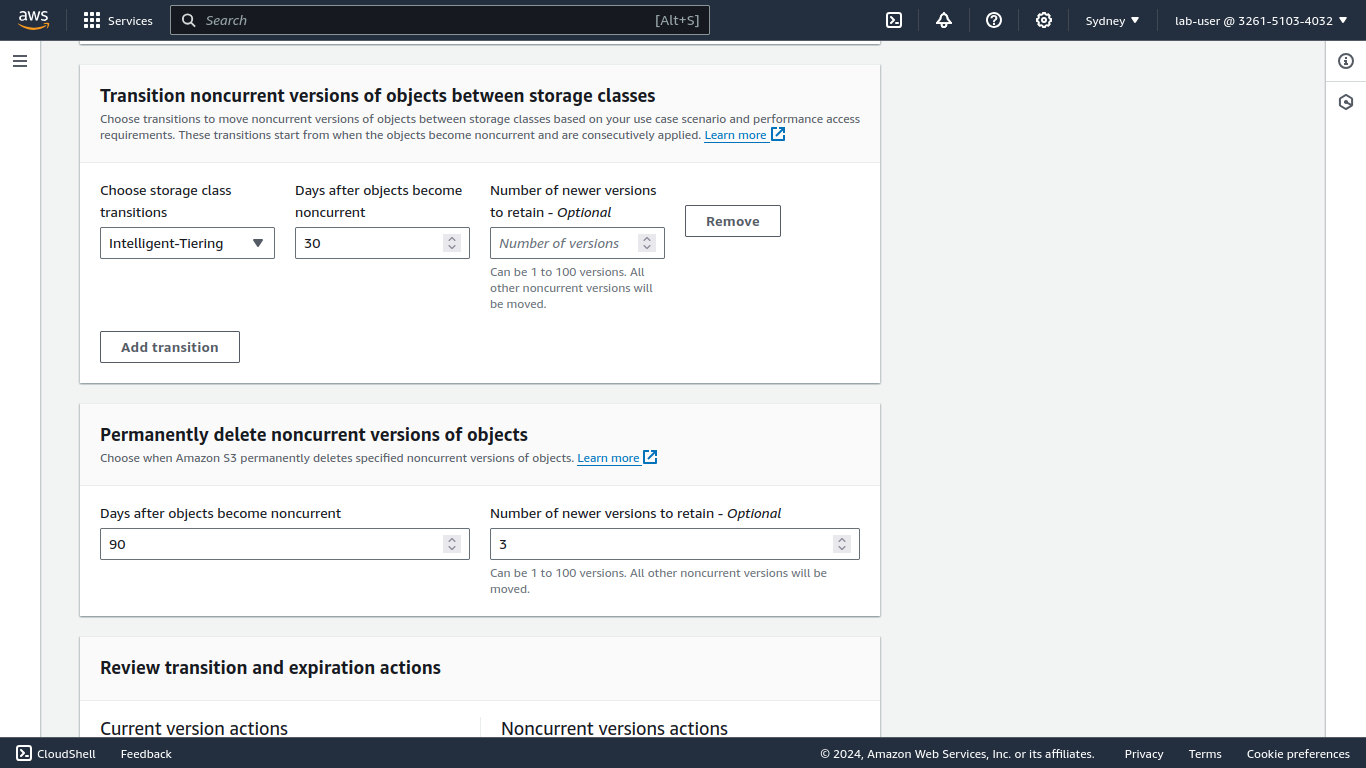 aws
Services
Search
[Alt+S]
Sydney
lab-user @ 3261-5103-4032
Transition noncurrent versions of objects between storage classes
Choose transitions to move noncurrent versions of objects between storage classes based on your use case scenario and performance access
requirements. These transitions start from when the objects become noncurrent and are consecutively applied. Learn more
Choose storage class
transitions
Intelligent-Tiering
Days after objects become
noncurrent
30
Number of newer versions
to retain - Optional
Number of versions
Can be 1 to 100 versions. All
other noncurrent versions will
be moved.
Remove
Add transition
Permanently delete noncurrent versions of objects
Choose when Amazon S3 permanently deletes specified noncurrent versions of objects. Learn more
Days after objects become noncurrent
90
Number of newer versions to retain - Optional
3
Can be 1 to 100 versions. All other noncurrent versions will be
moved.
Review transition and expiration actions
Current version actions
Noncurrent versions actions
CloudShell
Feedback
© 2024, Amazon Web Services, Inc. or its affiliates.
Privacy
Terms
Cookie preferences